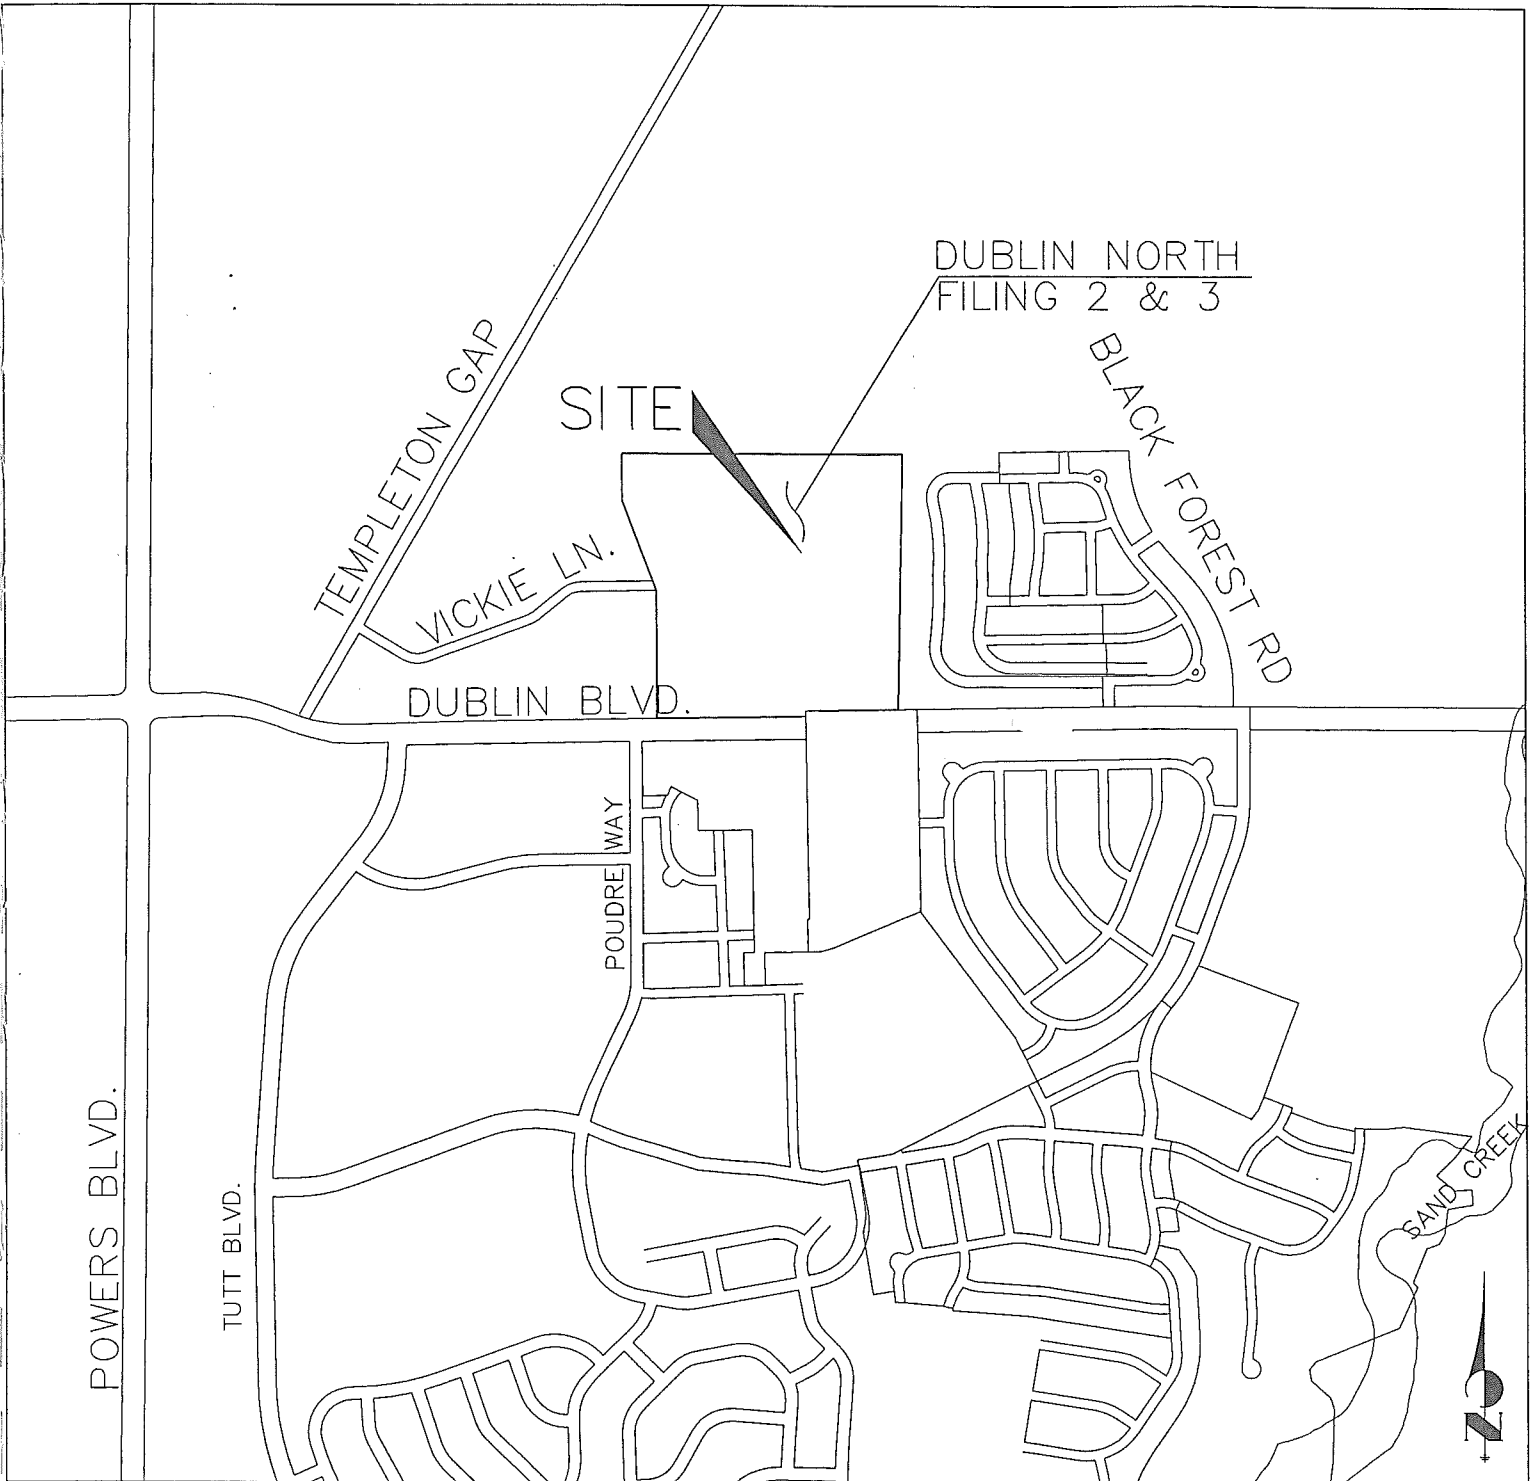 DUBLIN NORTH
FILING 2 & 3
SITE
TEMPLETON GAP
BLACK FOREST RD
VICKIE LN.
DUBLIN BLVD.
POUDRE WAY
POWERS BLVD.
TUTT BLVD.
SAND CREEK
N